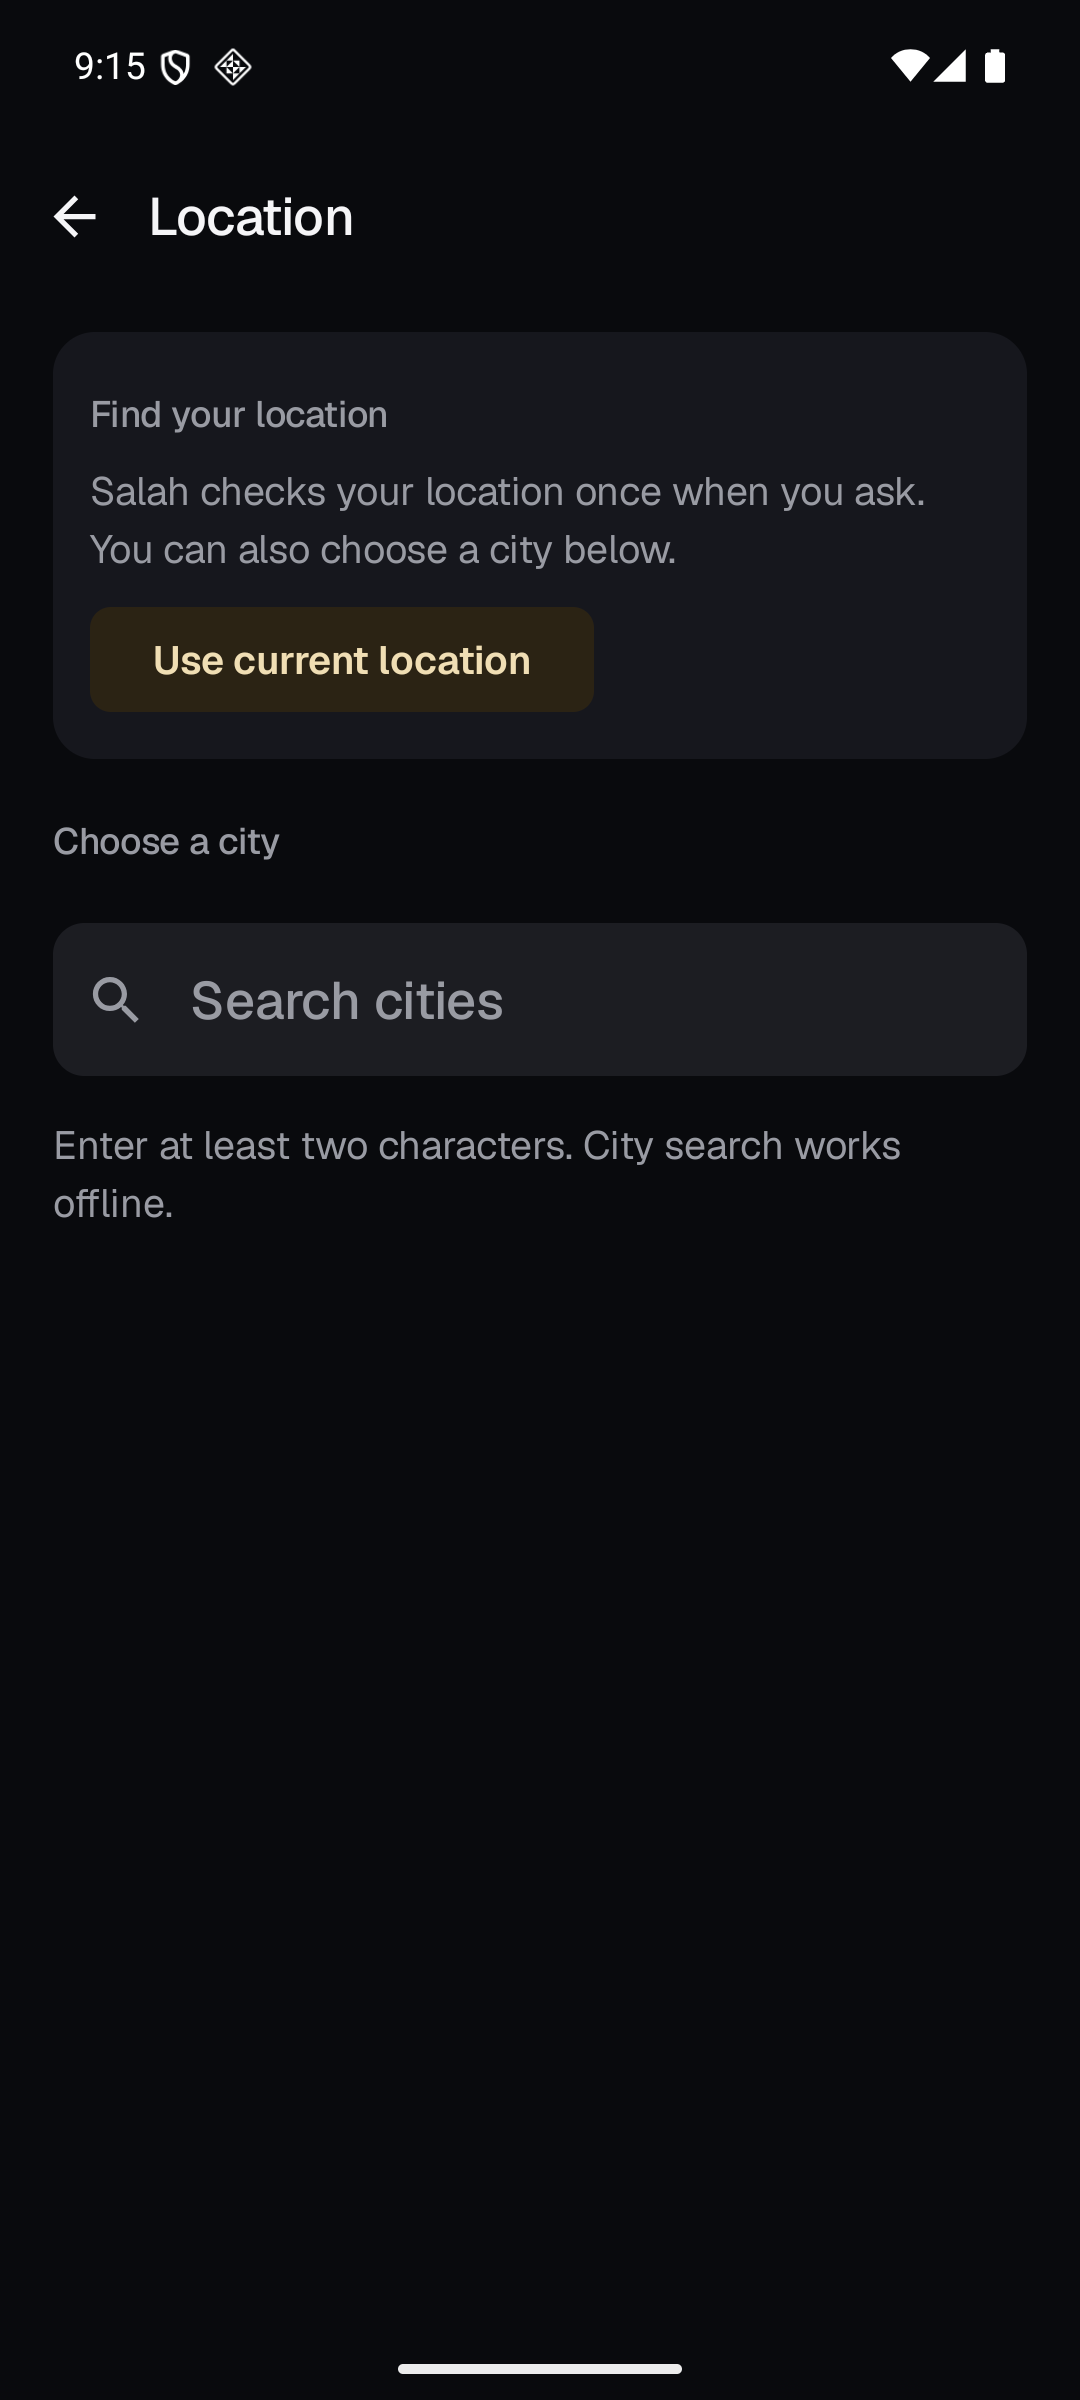 9:15
Location
Find your location
Salah checks your location once when you ask.
You can also choose a city below.
Use current location
Choose a city
Search cities
Enter at least two characters. City search works
offline.